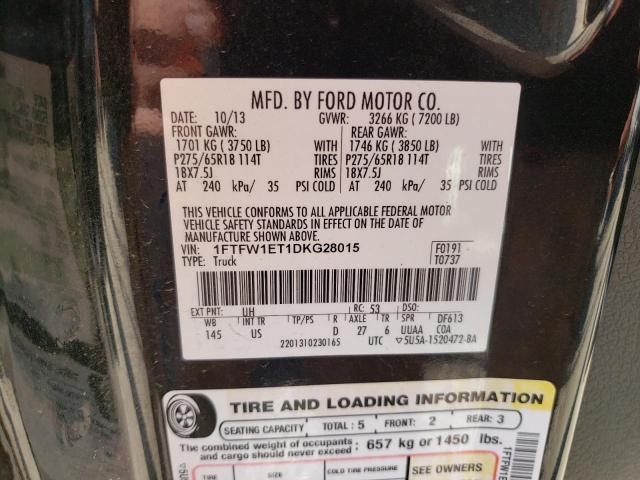 MFD. BY FORD MOTOR CO.
DATE: 10/13 GVWR: 3266 KG ( 7200 LB)
FRONT GAWR: REAR GAWR:
1701 KG ( 3750 LB) WITH 1746 KG ( 3850 LB) WITH
P275/65R18 114T TIRES P275/65R18 114T TIRES
18X7.5J RIMS 18X7.5J RIMS
AT 240 kPa/ 35 PSI COLD AT 240 kPa/ 35 PSI COLD
THIS VEHICLE CONFORMS TO ALL APPLICABLE FEDERAL MOTOR
VEHICLE SAFETY STANDARDS IN EFFECT ON THE DATE OF
MANUFACTURE SHOWN ABOVE.
VIN: 1FTFW1ET1DKG28015 F0191
TYPE: Truck T0737
EXT PNT: UH RC: 53 DSO: DF613
WB INT TR TP/PS R AXLE TR SPR COA
145 US D 27 6 UUAA
2201310230165 UTC ▽5U5A-1520472-BA
TIRE AND LOADING INFORMATION
SEATING CAPACITY TOTAL : 5 FRONT: 2 REAR: 3
The combined weight of occupants
and cargo should never exceed : 657 kg or 1450 lbs.
TIRE SIZE COLD TIRE PRESSURE SEE OWNERS